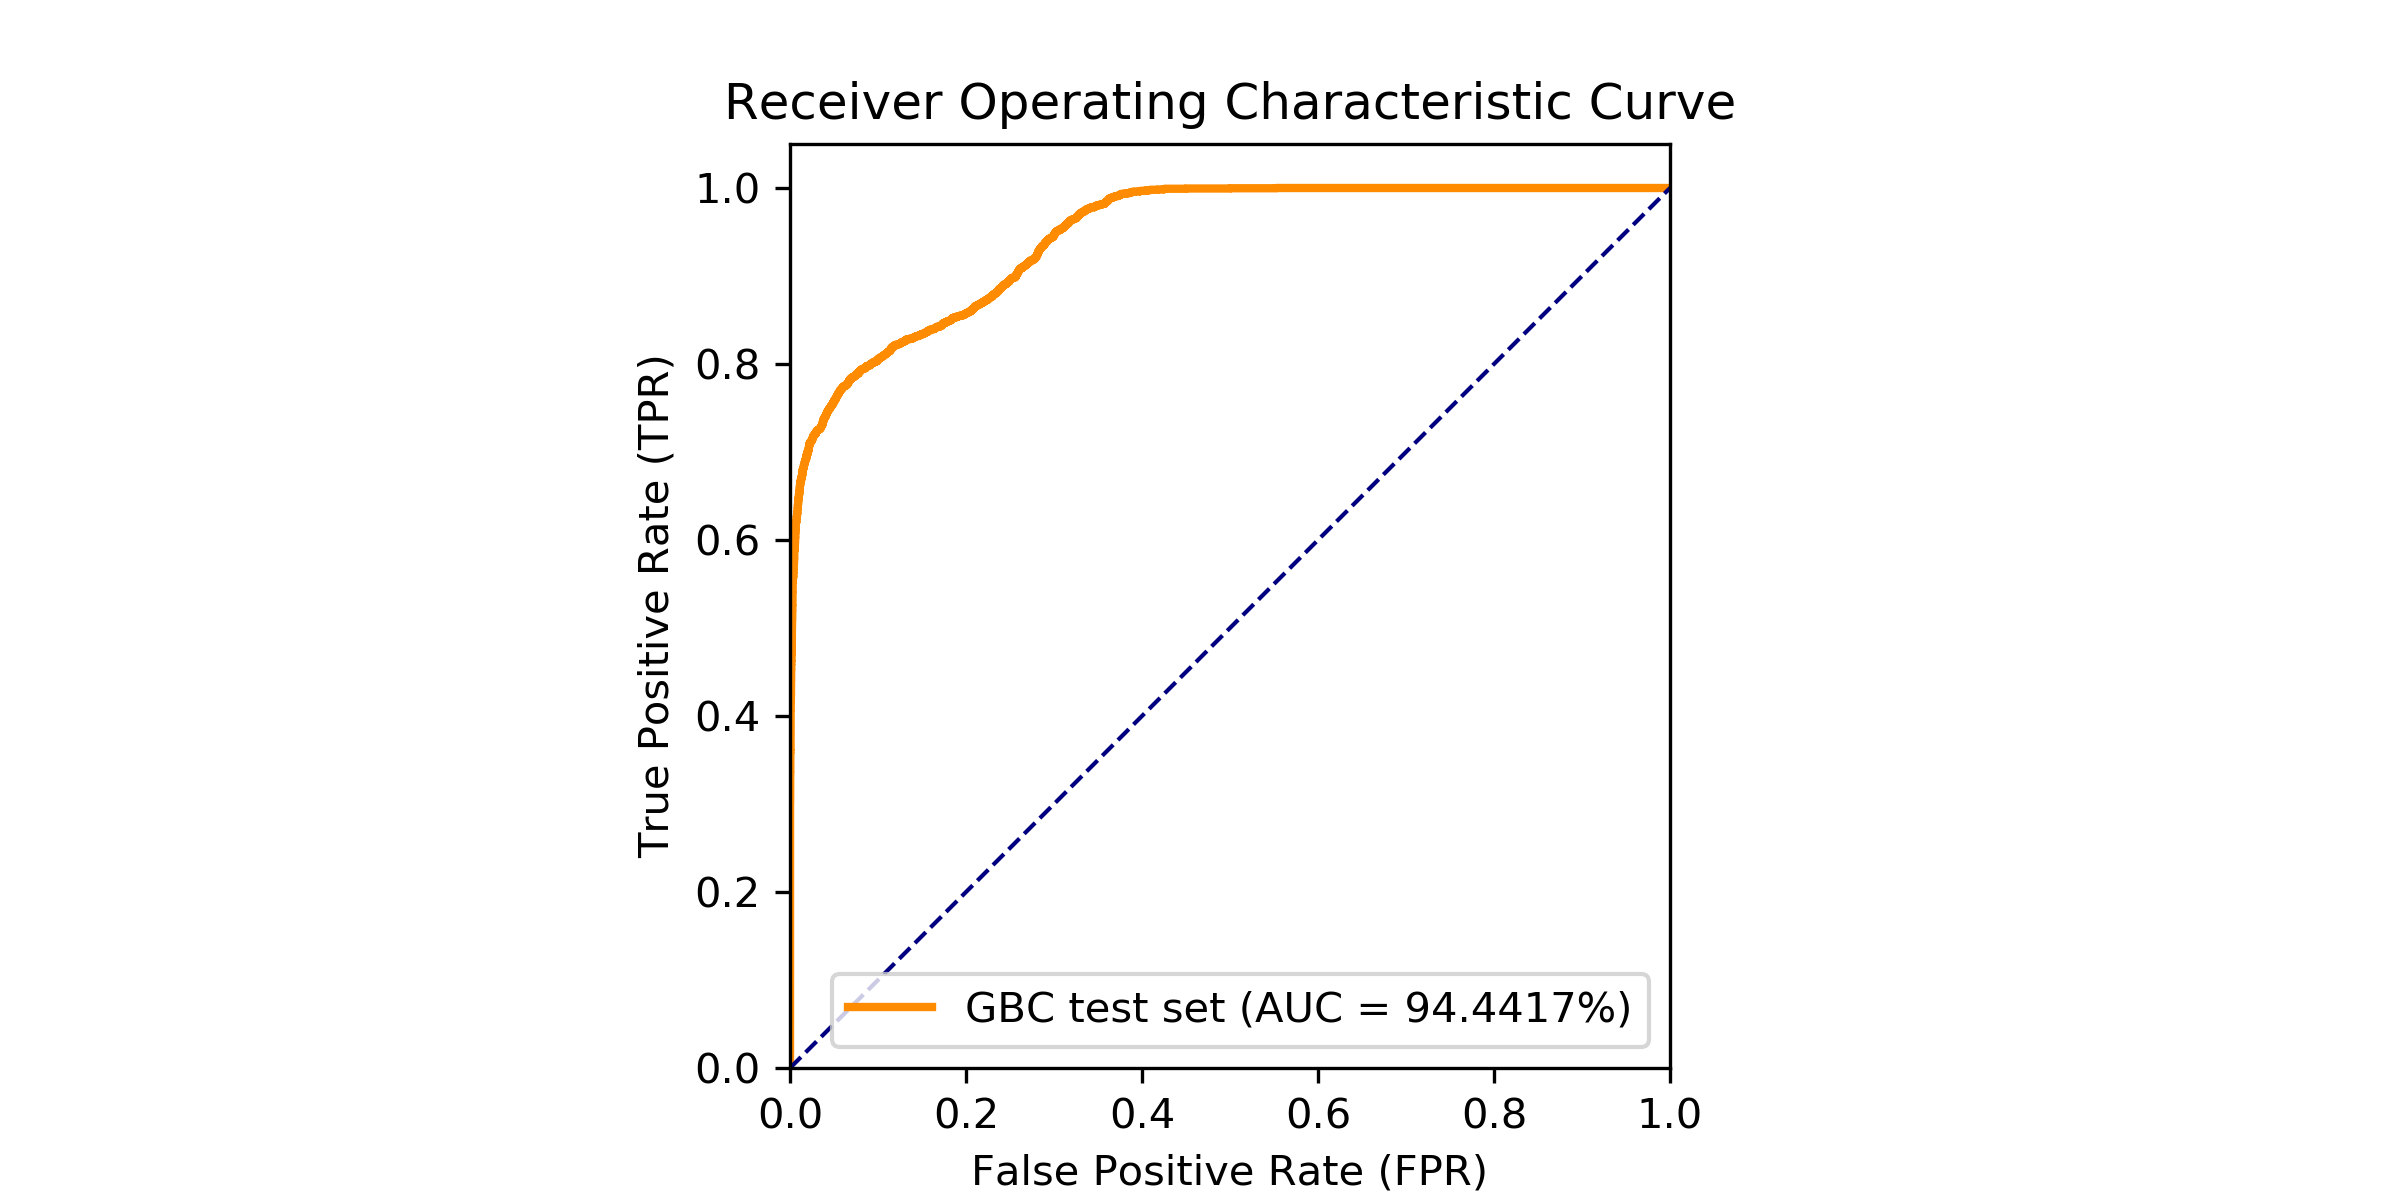 Receiver Operating Characteristic Curve
True Positive Rate (TPR)
1.0
0.8
0.6
0.4
0.2
0.0
GBC test set (AUC = 94.4417%)
0.0 0.2 0.4 0.6 0.8 1.0
False Positive Rate (FPR)